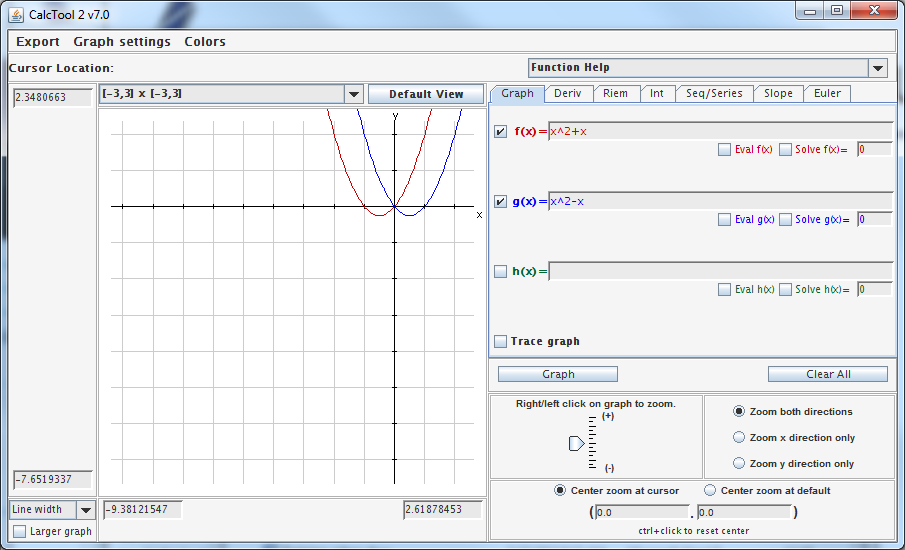 CalcTool 2 v7.0
Export Graph settings Colors
Cursor Location:
Function Help
2.3480663
[-3,3] x [-3,3]
Default View
Graph Deriv Riem Int Seq/Series Slope Euler
Y
X
f(x)= x^2+x
Eval f(x) Solve f(x)= 0
g(x)= x^2-x
Eval g(x) Solve g(x)= 0
h(x)=
Eval h(x) Solve h(x)= 0
Trace graph
Graph Clear All
Right/left click on graph to zoom.
(+)
(-)
Zoom both directions
Zoom x direction only
Zoom y direction only
-7.6519337
Line width
-9.38121547
2.61878453
Larger graph
Center zoom at cursor Center zoom at default
( 0.0 . 0.0 )
ctrl+click to reset center